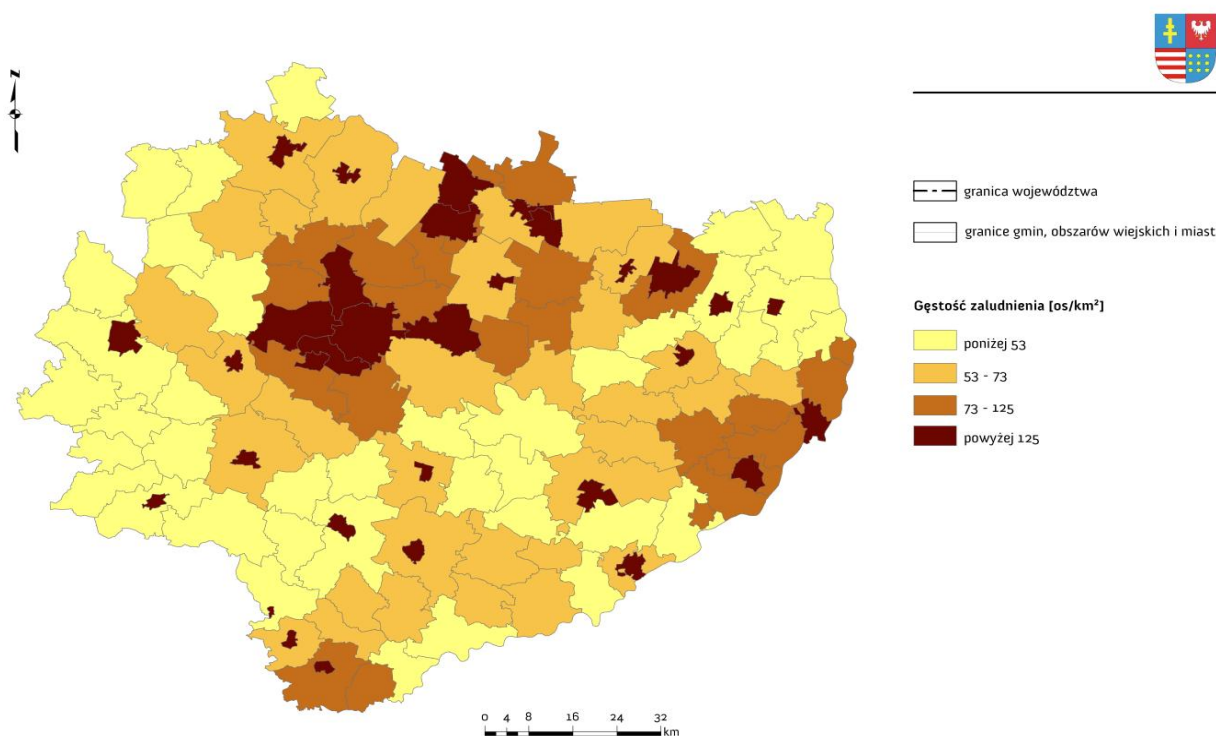 N
granica województwa
granice gmin, obszarów wiejskich i miast
Gęstość zaludnienia [os/km²]
poniżej 53
53 - 73
73 - 125
powyżej 125
0 4 8 16 24 32
km